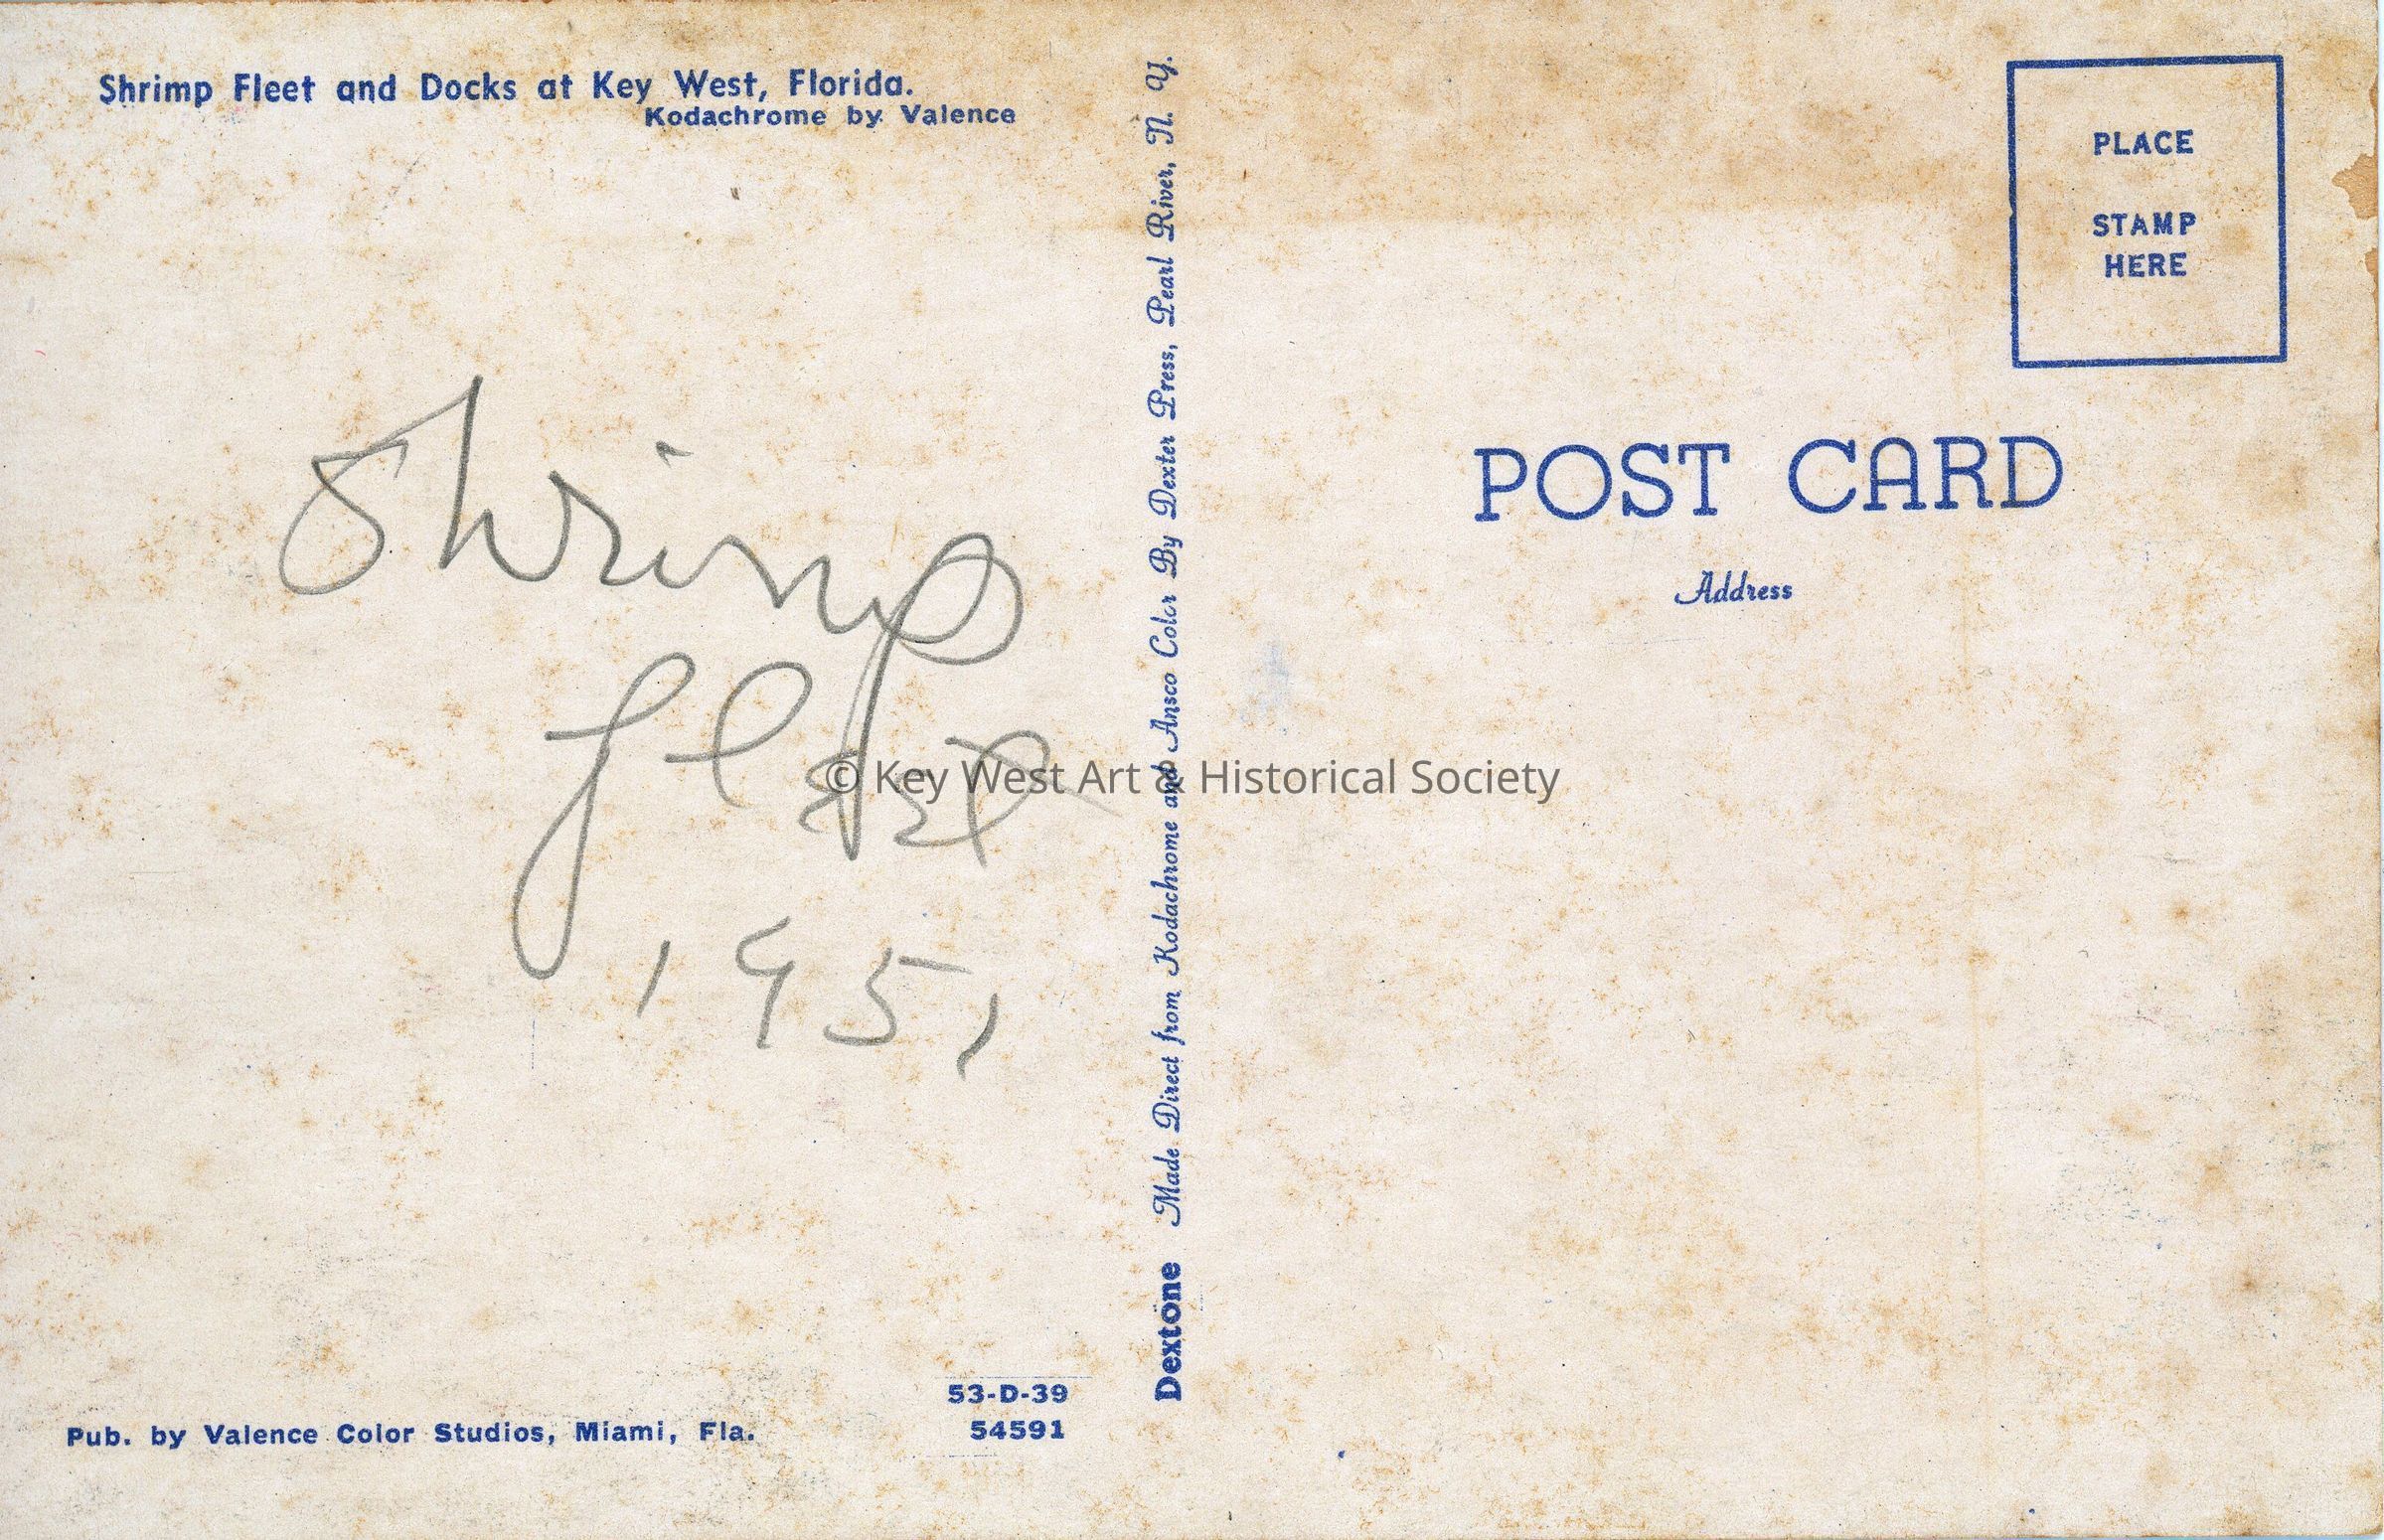 Shrimp Fleet and Docks at Key West, Florida.
Kodachrome by Valence
Shrimp
fleet
1951
53-D-39
54591
Pub. by Valence Color Studios, Miami, Fla.
Dextone Made Direct from Kodachrome and Ansco Color By Dexter Press, Pearl River, N. Y.
PLACE
STAMP
HERE
POST CARD
Address
© Key West Art & Historical Society